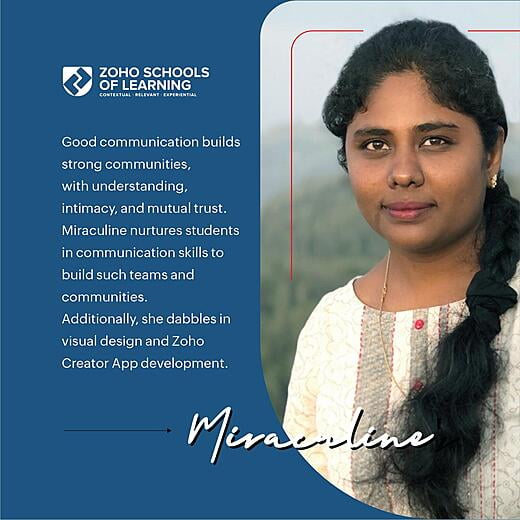 ZOHO SCHOOLS
OF LEARNING
CONTEXTUAL · RELEVANT · EXPERIENTIAL
Good communication builds
strong communities,
with understanding,
intimacy, and mutual trust.
Miraculine nurtures students
in communication skills to
build such teams and
communities.
Additionally, she dabbles in
visual design and Zoho
Creator App development.
Miraculine